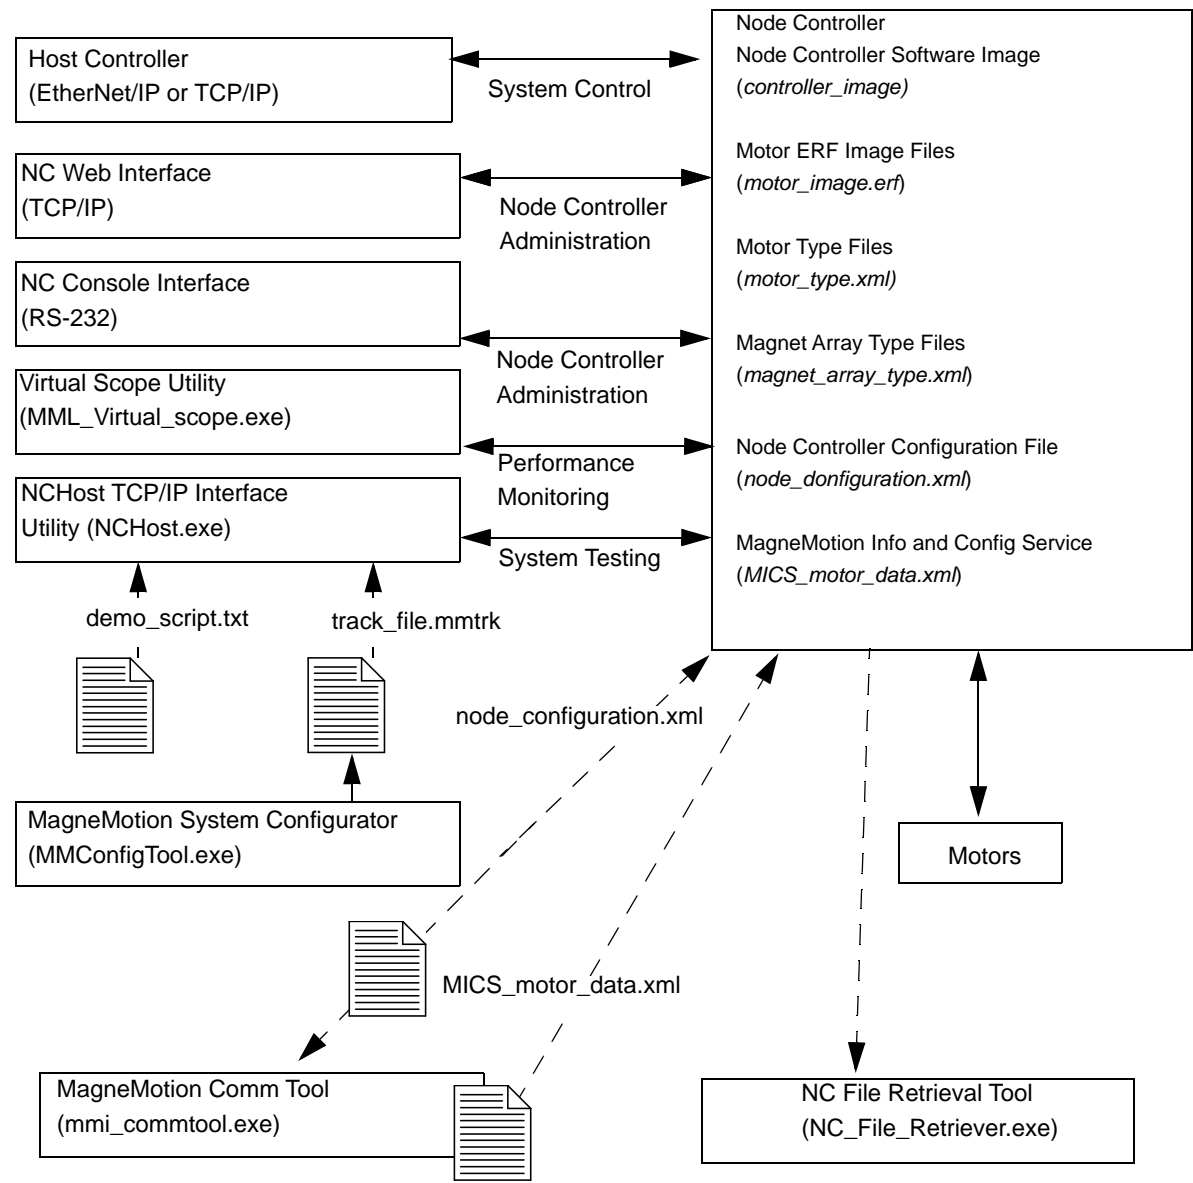 Host Controller
(EtherNet/IP or TCP/IP)
System Control
NC Web Interface
(TCP/IP)
Node Controller
Administration
NC Console Interface
(RS-232)
Node Controller
Administration
Virtual Scope Utility
(MML_Virtual_scope.exe)
Performance
Monitoring
NCHost TCP/IP Interface
Utility (NCHost.exe)
System Testing
Node Controller
Node Controller Software Image
(controller_image)
Motor ERF Image Files
(motor_image.erf)
Motor Type Files
(motor_type.xml)
Magnet Array Type Files
(magnet_array_type.xml)
Node Controller Configuration File
(node_donfiguration.xml)
MagneMotion Info and Config Service
(MICS_motor_data.xml)
demo_script.txt
track_file.mmtrk
node_configuration.xml
MagneMotion System Configurator
(MMConfigTool.exe)
Motors
MICS_motor_data.xml
MagneMotion Comm Tool
(mmi_commtool.exe)
NC File Retrieval Tool
(NC_File_Retriever.exe)